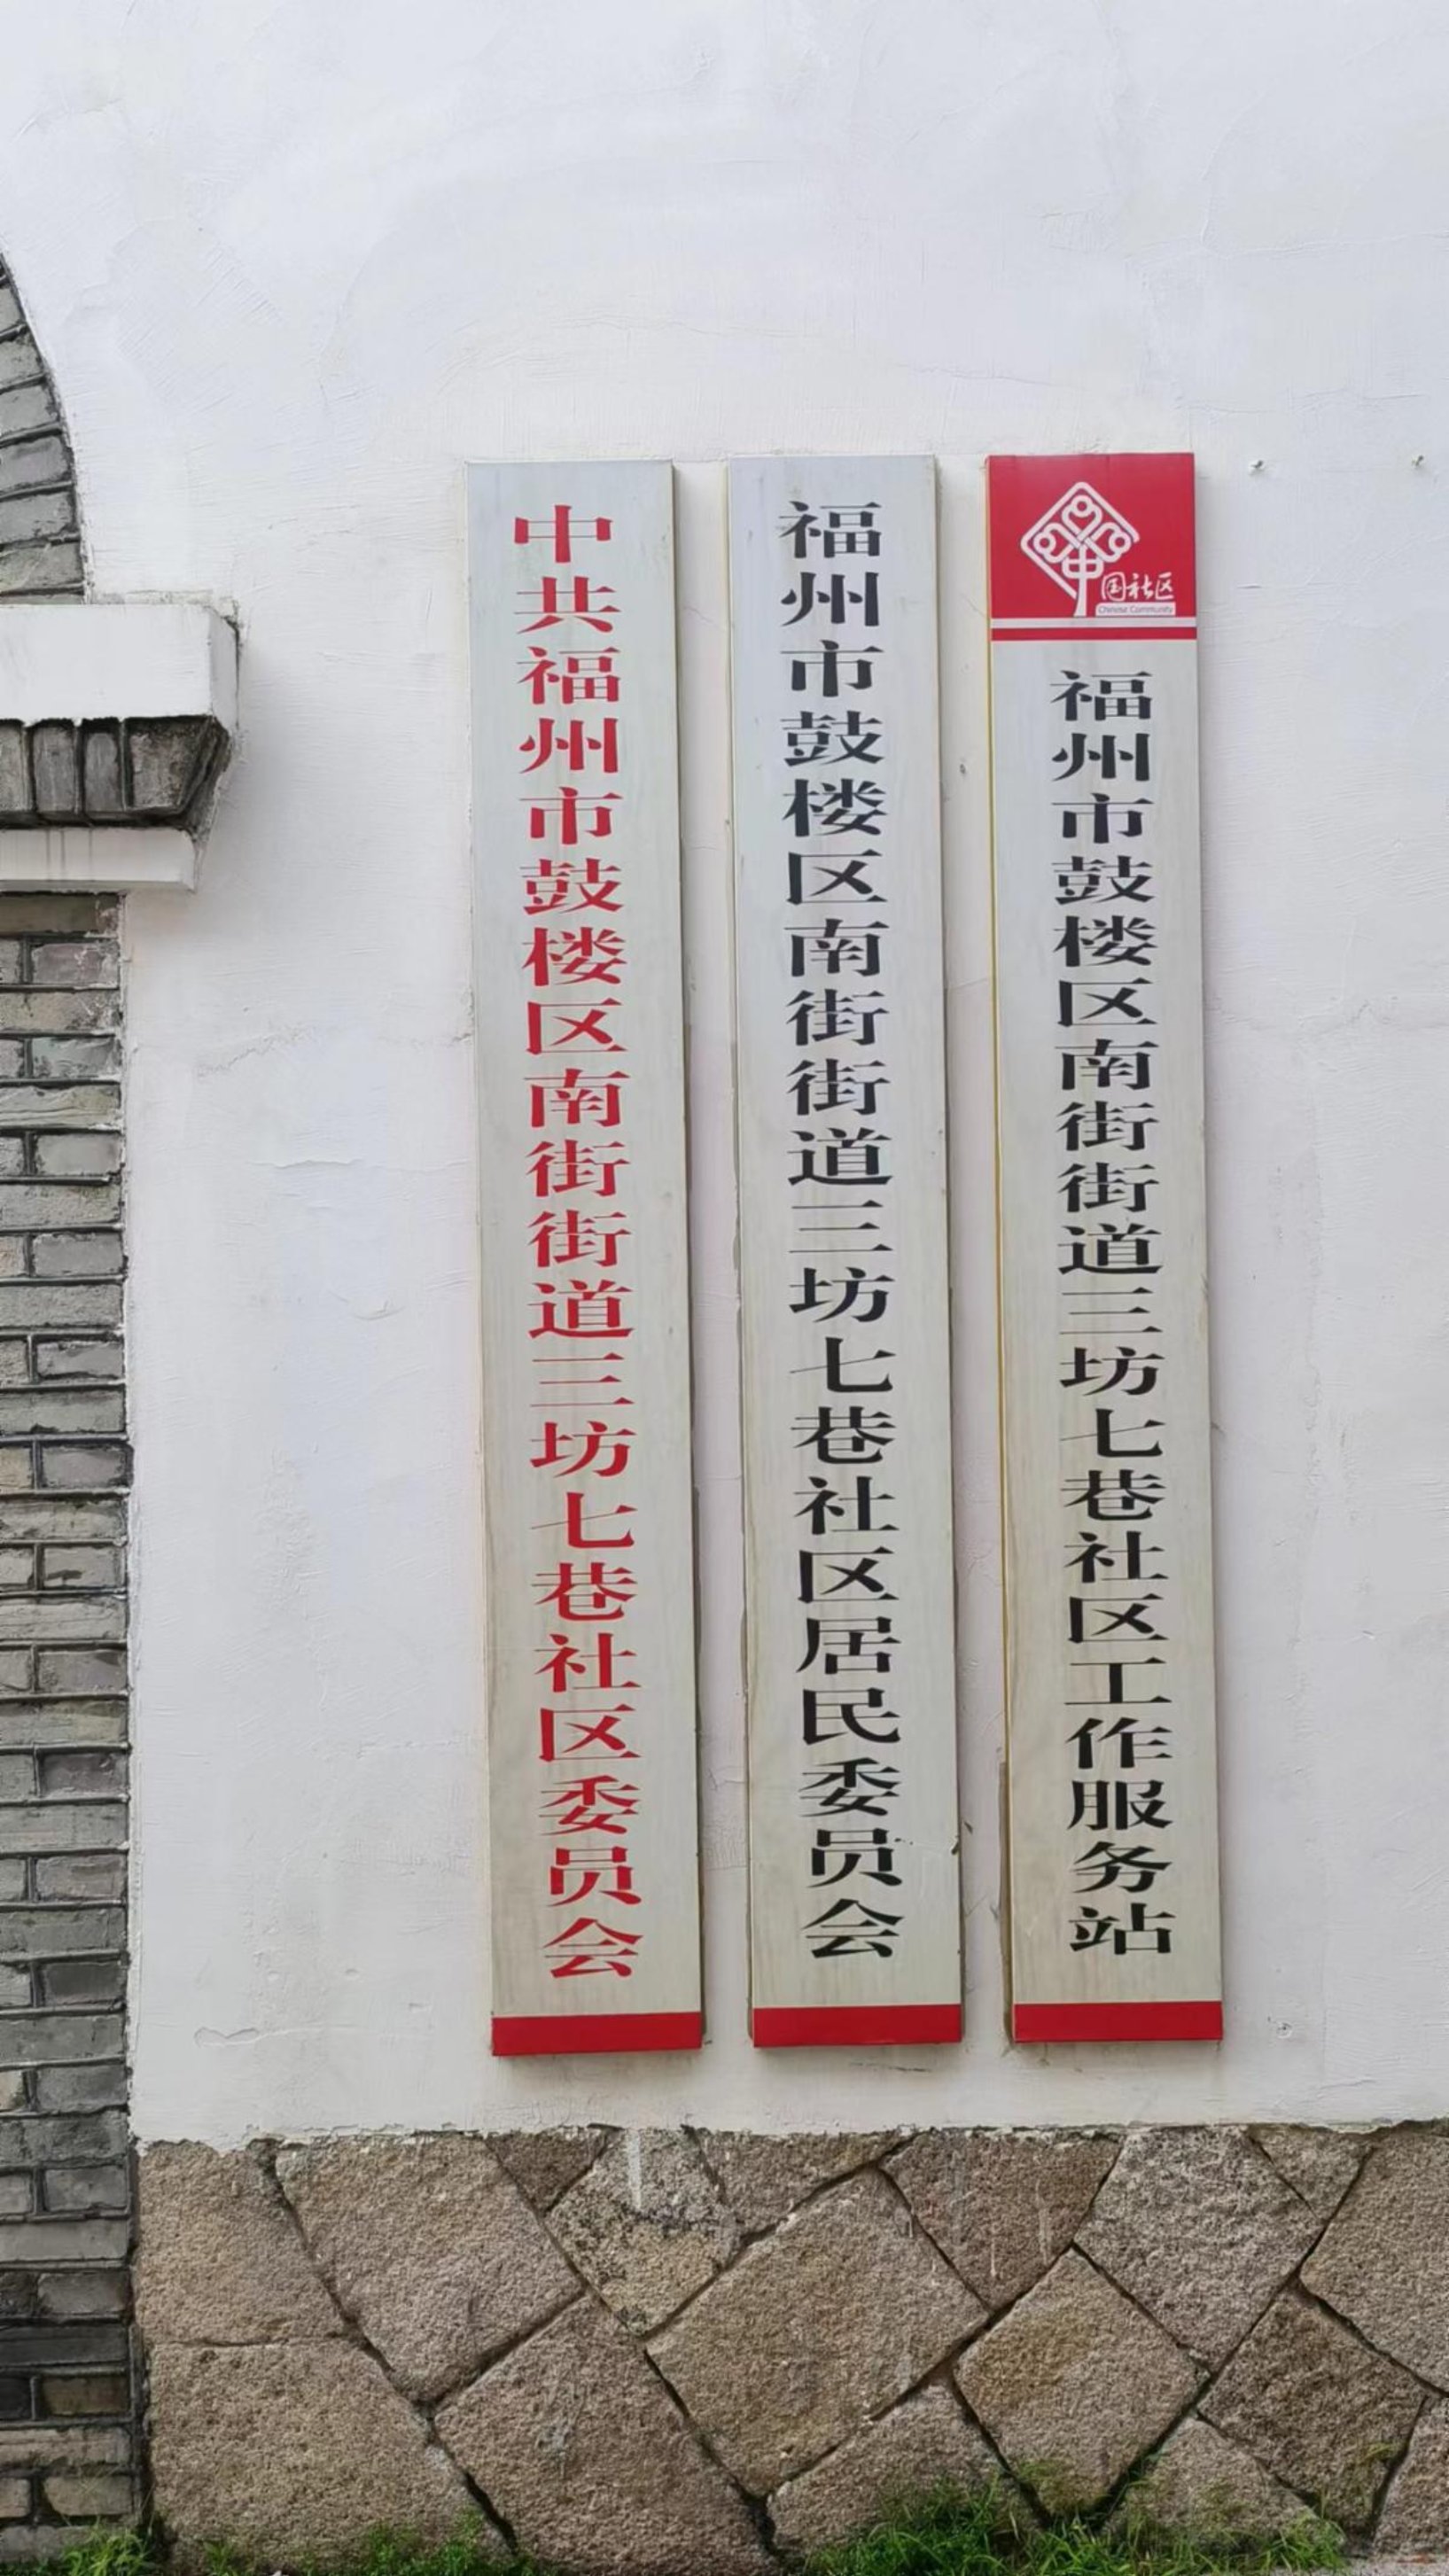 中共福州市鼓楼区南街街道三坊七巷社区委员会
福州市鼓楼区南街街道三坊七巷社区居民委员会
中国社区
Chinese Community
福州市鼓楼区南街街道三坊七巷社区工作服务站